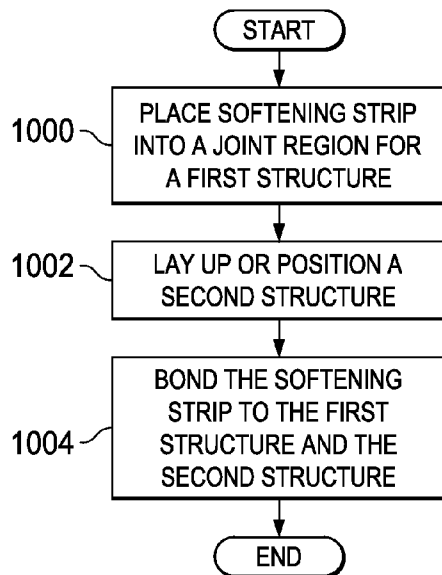 START
1000
PLACE SOFTENING STRIP
INTO A JOINT REGION FOR
A FIRST STRUCTURE
1002
LAY UP OR POSITION A
SECOND STRUCTURE
1004
BOND THE SOFTENING
STRIP TO THE FIRST
STRUCTURE AND THE
SECOND STRUCTURE
END